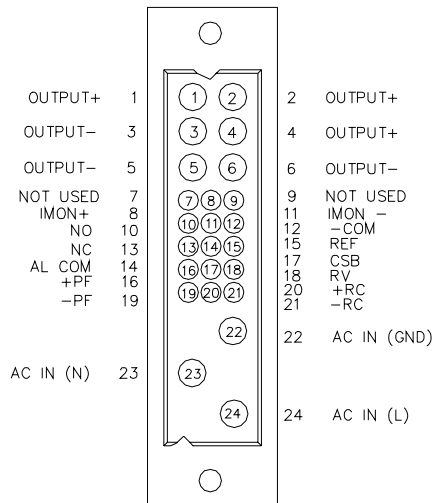 OUTPUT+ 1 1 2 2 OUTPUT+
OUTPUT- 3 3 4 4 OUTPUT+
OUTPUT- 5 5 6 6 OUTPUT-
NOT USED 7 7 8 9 9 NOT USED
IMON+ 8 10 11 12 11 IMON -
NO 10 12 -COM
NC 13 13 14 15 15 REF
AL COM 14 16 17 18 17 CSB
+PF 16 18 RV
-PF 19 19 20 21 20 +RC
21 -RC
22 22 AC IN (GND)
AC IN (N) 23 23
24 24 AC IN (L)